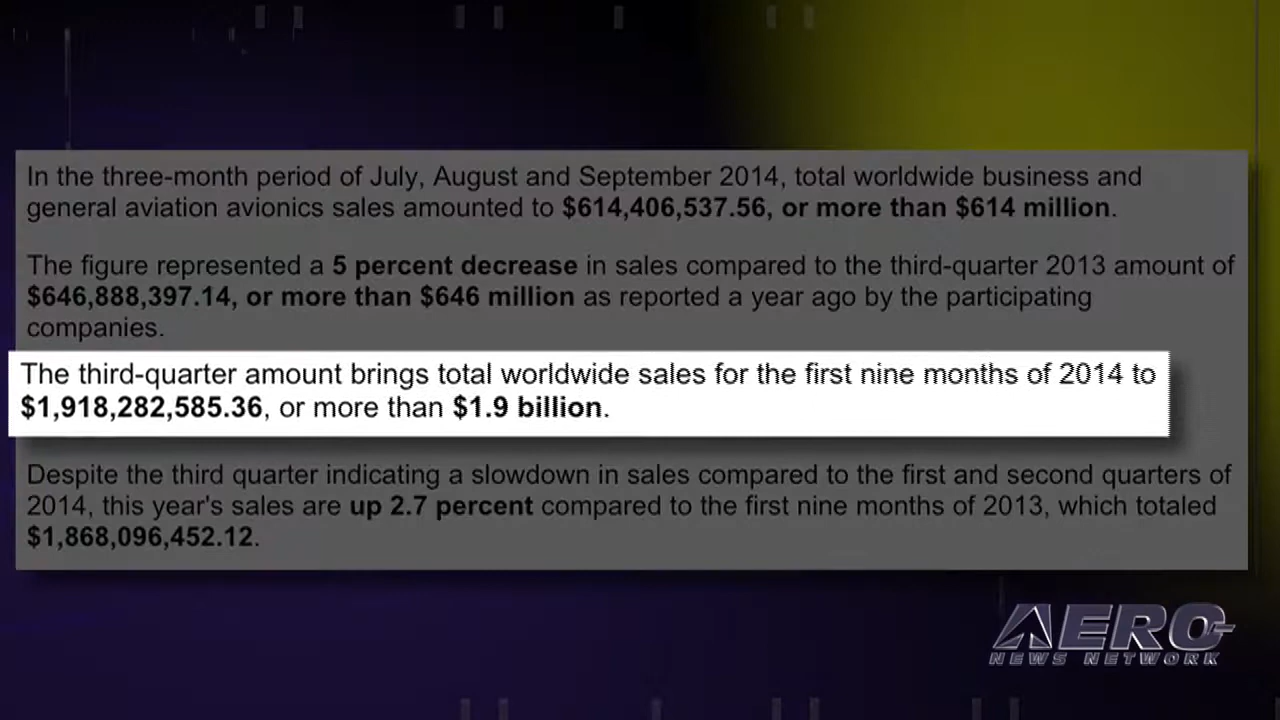 In the three-month period of July, August and September 2014, total worldwide business and
general aviation avionics sales amounted to $614,406,537.56, or more than $614 million.
The figure represented a 5 percent decrease in sales compared to the third-quarter 2013 amount of
$646,888,397.14, or more than $646 million as reported a year ago by the participating
companies.
The third-quarter amount brings total worldwide sales for the first nine months of 2014 to
$1,918,282,585.36, or more than $1.9 billion.
Despite the third quarter indicating a slowdown in sales compared to the first and second quarters of
2014, this year's sales are up 2.7 percent compared to the first nine months of 2013, which totaled
$1,868,096,452.12.
AERO
NEWS NETWORK